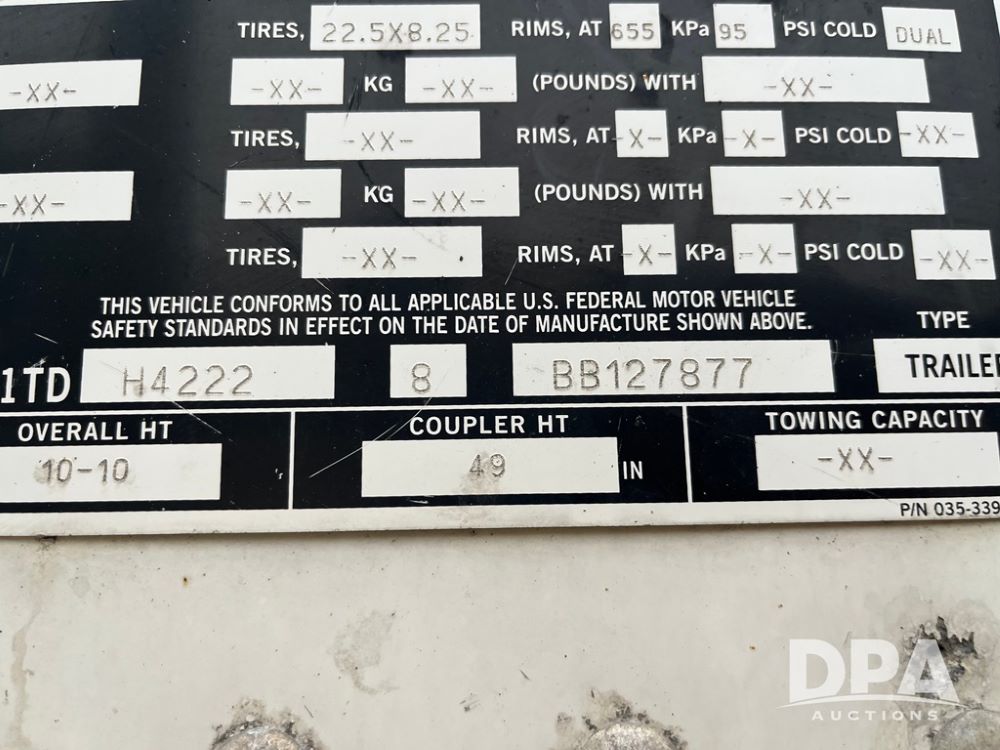 TIRES, 22.5X8.25 RIMS, AT 655 KPa 95 PSI COLD DUAL
-XX- -XX- KG -XX- (POUNDS) WITH -XX-
TIRES, -XX- RIMS, AT -X- KPa -X- PSI COLD -XX-
-XX- -XX- KG -XX- (POUNDS) WITH -XX-
TIRES, -XX- RIMS, AT -X- KPa -X- PSI COLD -XX-
THIS VEHICLE CONFORMS TO ALL APPLICABLE U.S. FEDERAL MOTOR VEHICLE
SAFETY STANDARDS IN EFFECT ON THE DATE OF MANUFACTURE SHOWN ABOVE. TYPE
1TD H4222 8 BB127877 TRAILER
OVERALL HT COUPLER HT TOWING CAPACITY
10-10 49 IN -XX-
P/N 035-339
DPA
AUCTIONS